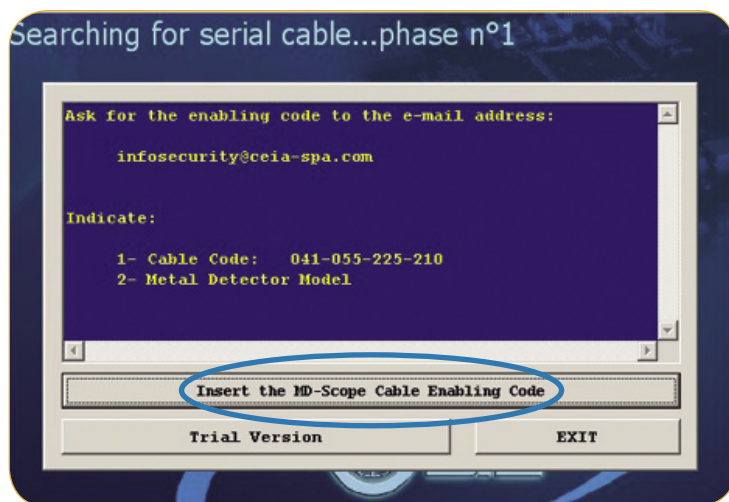 Searching for serial cable...phase n°1
Ask for the enabling code to the e-mail address:
infosecurity@ceia-spa.com
Indicate:
1- Cable Code: 041-055-225-210
2- Metal Detector Model
Insert the MD-Scope Cable Enabling Code
Trial Version
EXIT